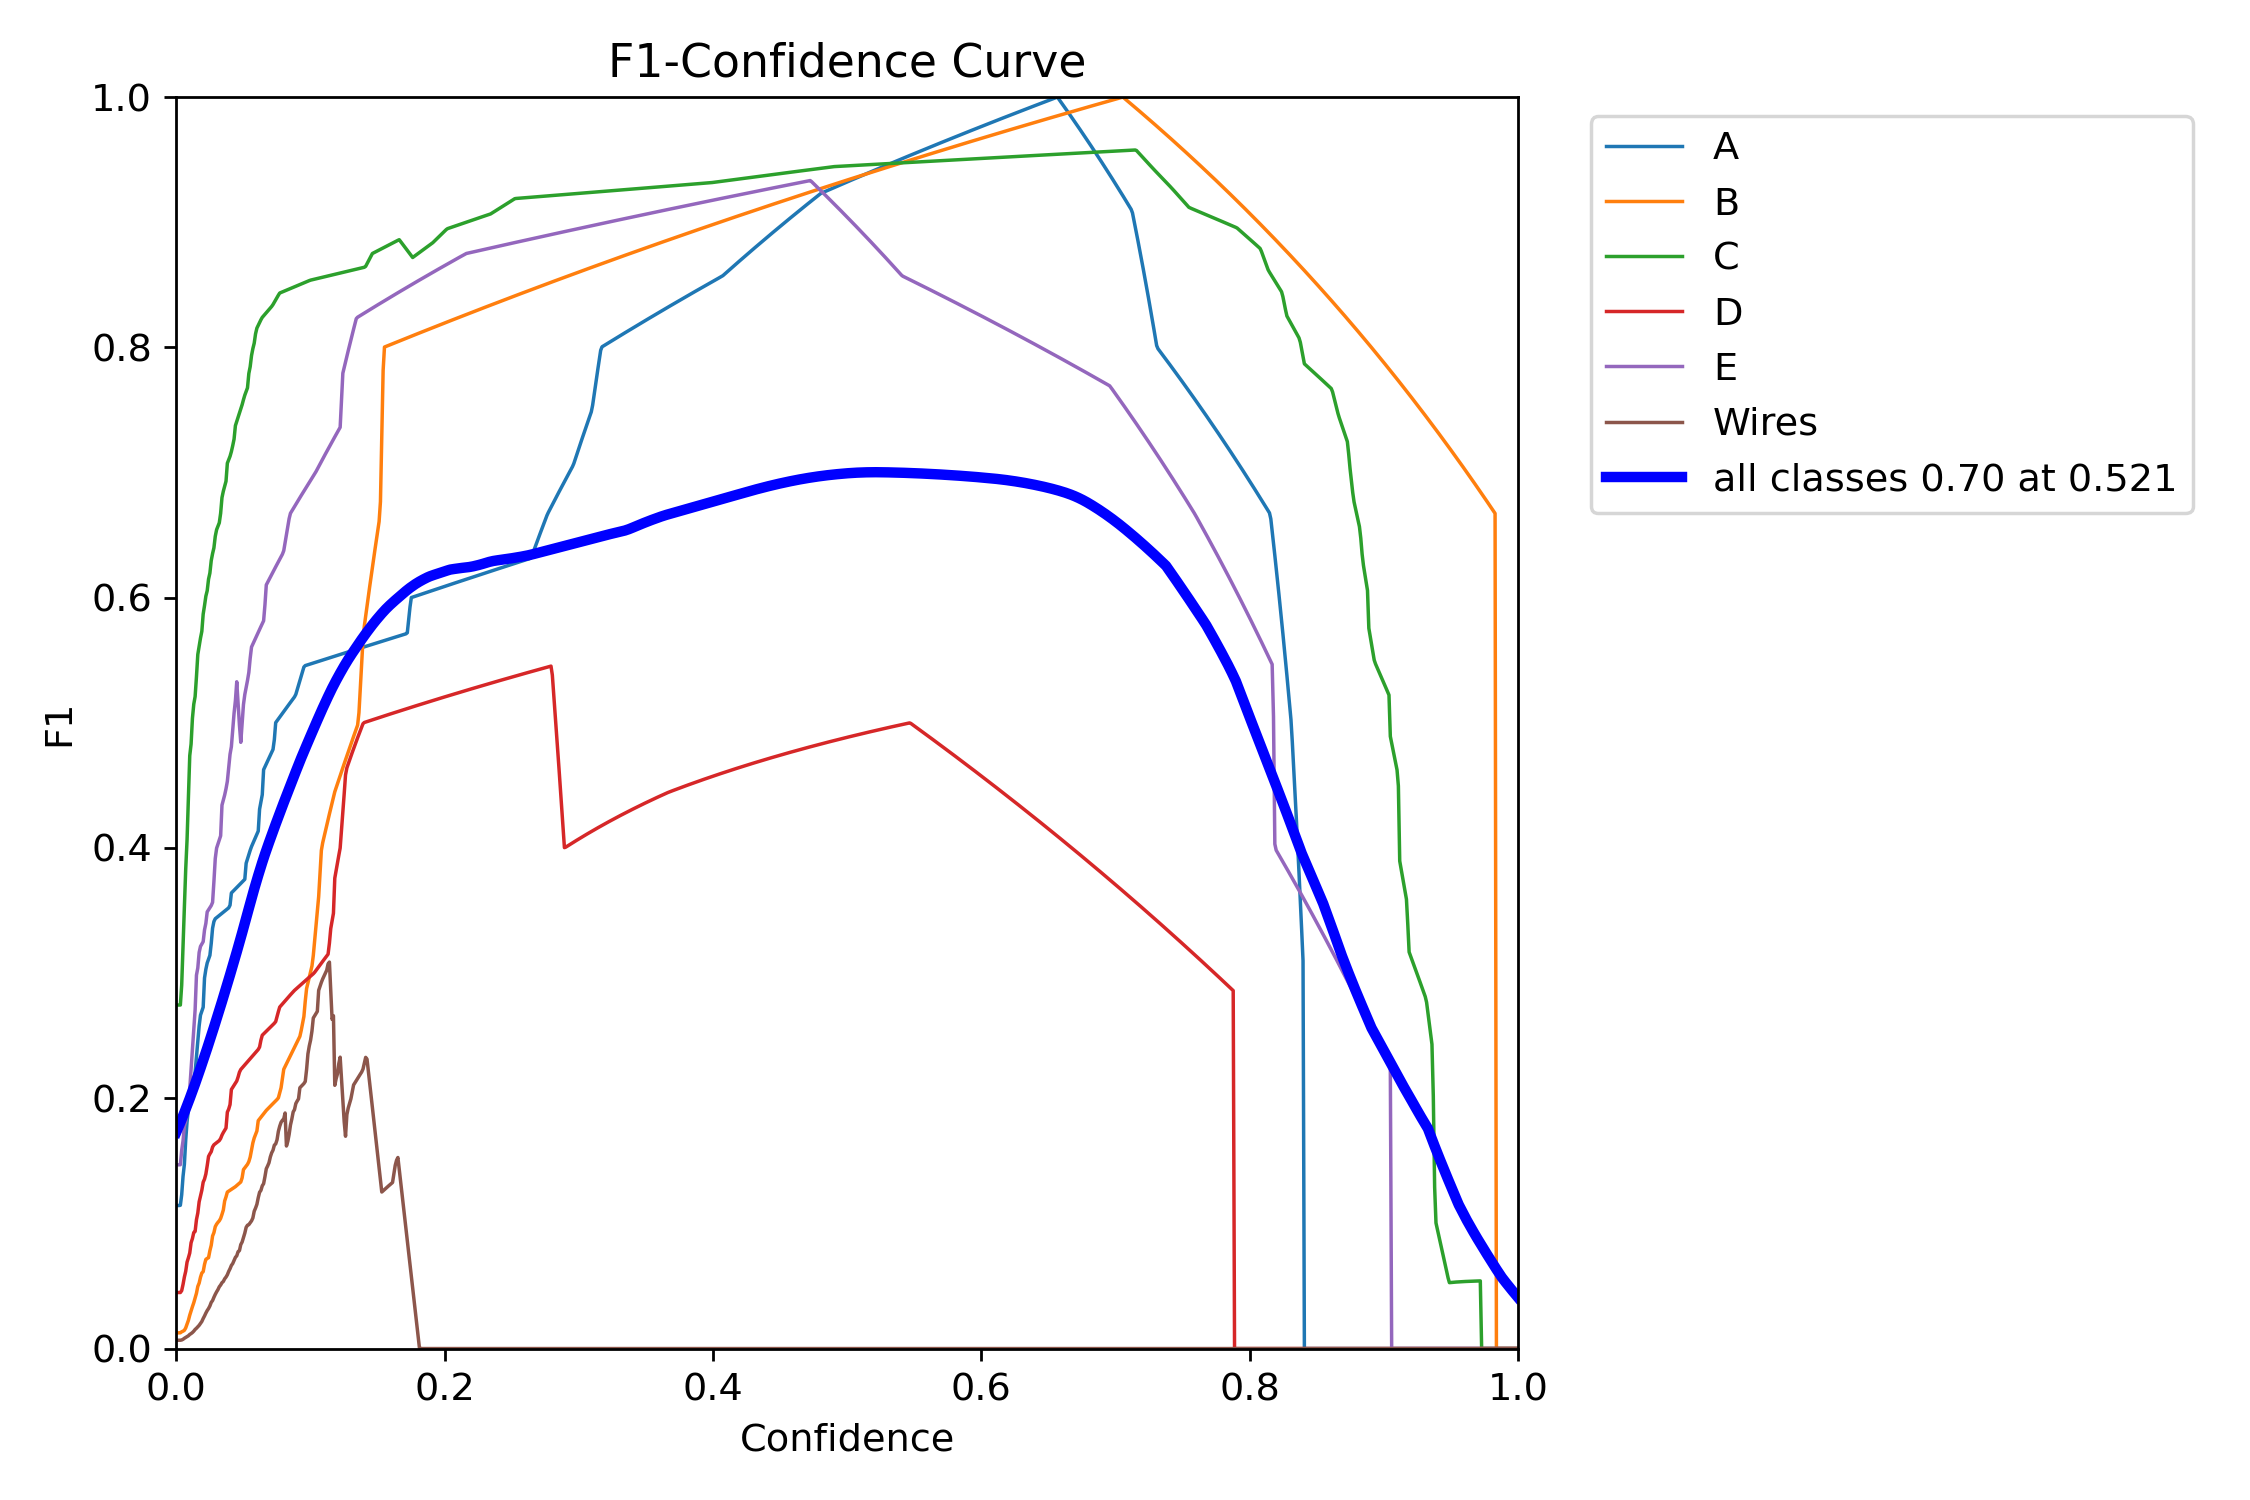 F1-Confidence Curve
1.0
0.8
0.6
0.4
0.2
0.0
F1
0.0 0.2 0.4 0.6 0.8 1.0
Confidence
A
B
C
D
E
Wires
all classes 0.70 at 0.521